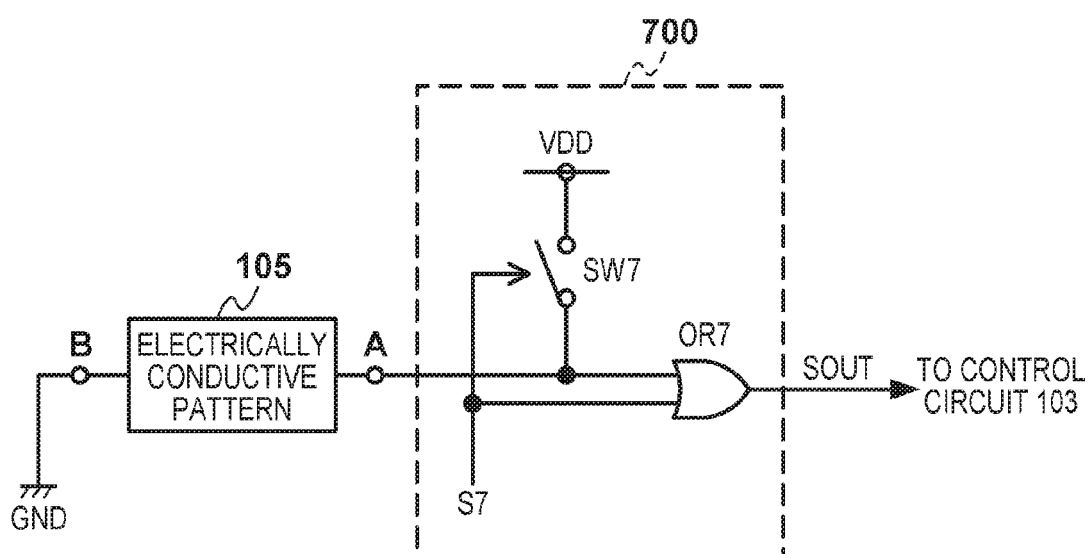 700
VDD
SW7
105
B
ELECTRICALLY
CONDUCTIVE
PATTERN
A
OR7
SOUT
TO CONTROL
CIRCUIT 103
S7
GND